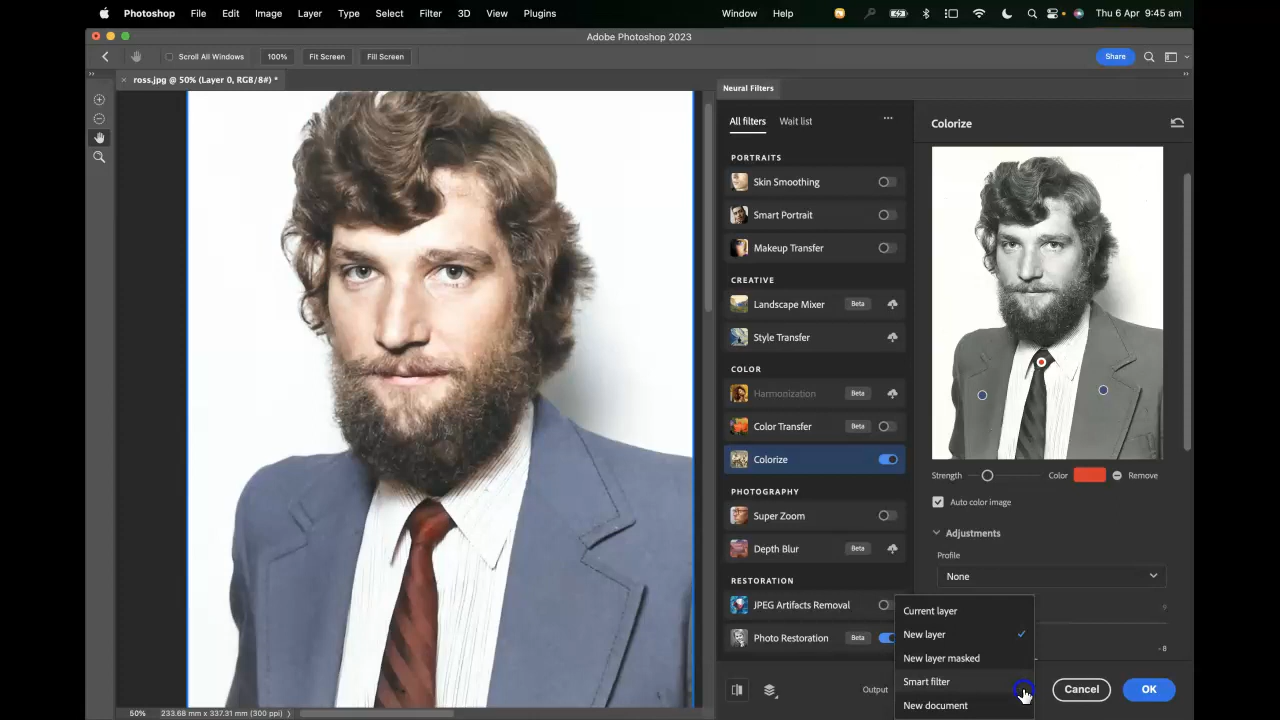 Photoshop File Edit Image Layer Type Select Filter 3D View Plugins Window Help Thu 6 Apr 9:45 am
Adobe Photoshop 2023
Scroll All Windows 100% Fit Screen Fill Screen Share
ross.jpg @ 50% (Layer 0, RGB/8#) *
Neural Filters
All filters Wait list
Colorize
PORTRAITS
Skin Smoothing
Smart Portrait
Makeup Transfer
CREATIVE
Landscape Mixer Beta
Style Transfer
COLOR
Harmonization Beta
Color Transfer Beta
Colorize
Strength Color Remove
PHOTOGRAPHY
Auto color image
Super Zoom
Adjustments
Depth Blur Beta
Profile
RESTORATION
None
JPEG Artifacts Removal
Current layer
Photo Restoration Beta
New layer
-8
New layer masked
Smart filter
Output
Cancel OK
New document
50% 233.68 mm x 337.31 mm (300 ppi)